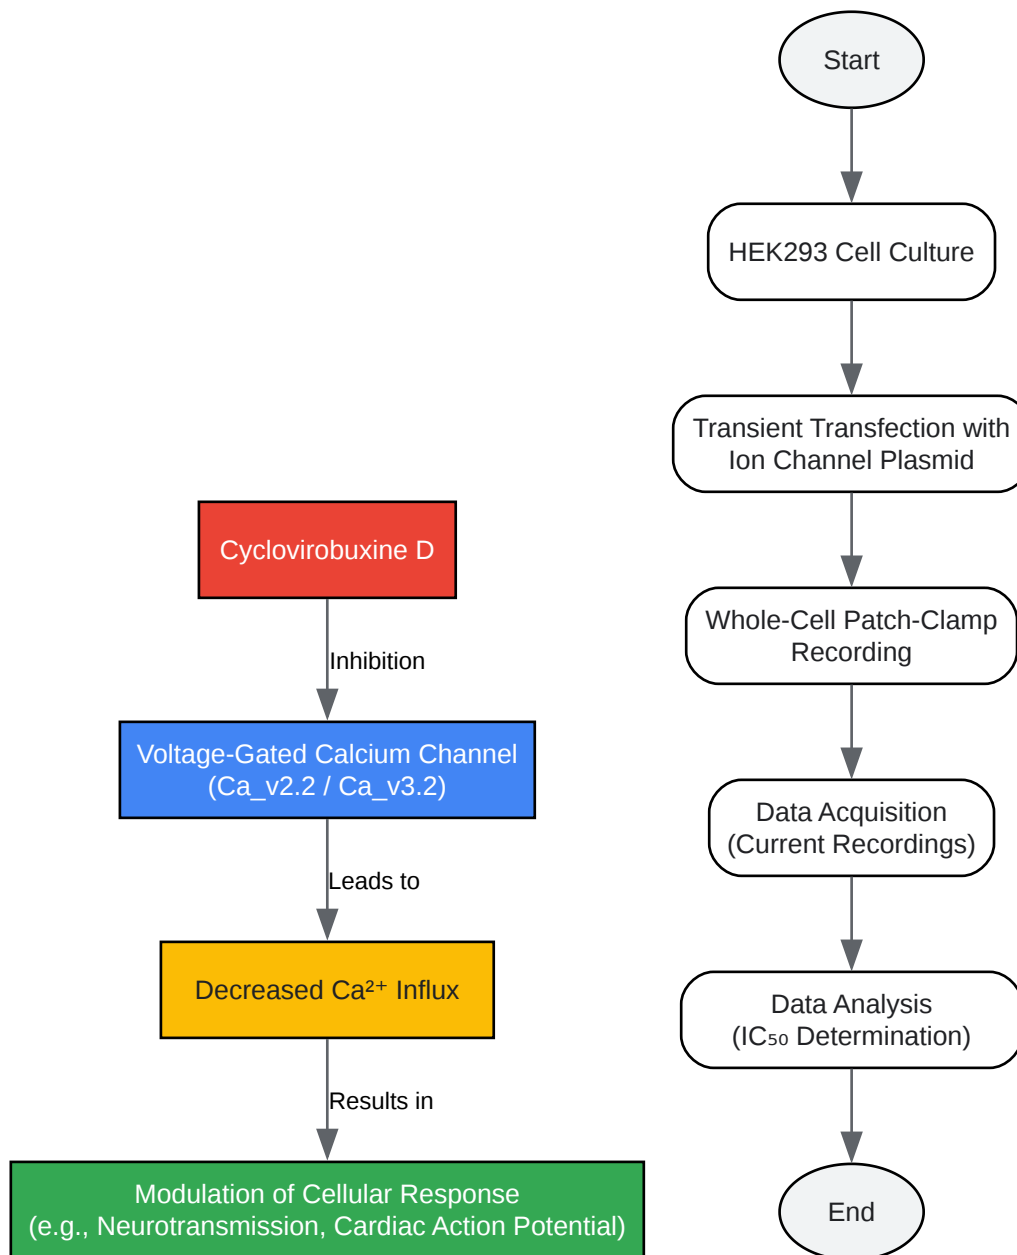 Cyclovirobuxine D
Inhibition
Voltage-Gated Calcium Channel
(Ca_v2.2 / Ca_v3.2)
Leads to
Decreased Ca²⁺ Influx
Results in
Modulation of Cellular Response
(e.g., Neurotransmission, Cardiac Action Potential)
Start
HEK293 Cell Culture
Transient Transfection with
Ion Channel Plasmid
Whole-Cell Patch-Clamp
Recording
Data Acquisition
(Current Recordings)
Data Analysis
(IC₅₀ Determination)
End